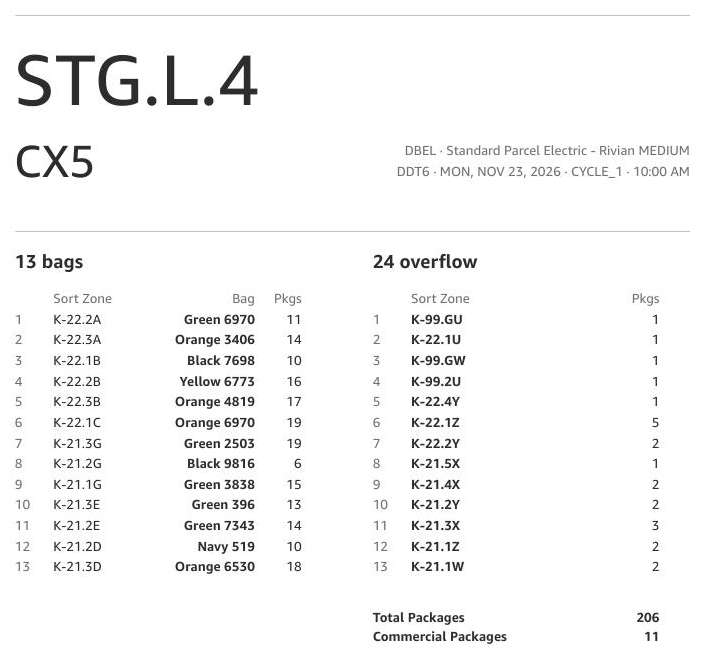 STG.L.4
CX5
DBEL · Standard Parcel Electric - Rivian MEDIUM
DDT6 · MON, NOV 23, 2026 · CYCLE_1 · 10:00 AM
13 bags
Sort Zone Bag Pkgs
1 K-22.2A Green 6970 11
2 K-22.3A Orange 3406 14
3 K-22.1B Black 7698 10
4 K-22.2B Yellow 6773 16
5 K-22.3B Orange 4819 17
6 K-22.1C Orange 6970 19
7 K-21.3G Green 2503 19
8 K-21.2G Black 9816 6
9 K-21.1G Green 3838 15
10 K-21.3E Green 396 13
11 K-21.2E Green 7343 14
12 K-21.2D Navy 519 10
13 K-21.3D Orange 6530 18
24 overflow
Sort Zone Pkgs
1 K-99.GU 1
2 K-22.1U 1
3 K-99.GW 1
4 K-99.2U 1
5 K-22.4Y 1
6 K-22.1Z 5
7 K-22.2Y 2
8 K-21.5X 1
9 K-21.4X 2
10 K-21.2Y 2
11 K-21.3X 3
12 K-21.1Z 2
13 K-21.1W 2
Total Packages 206
Commercial Packages 11